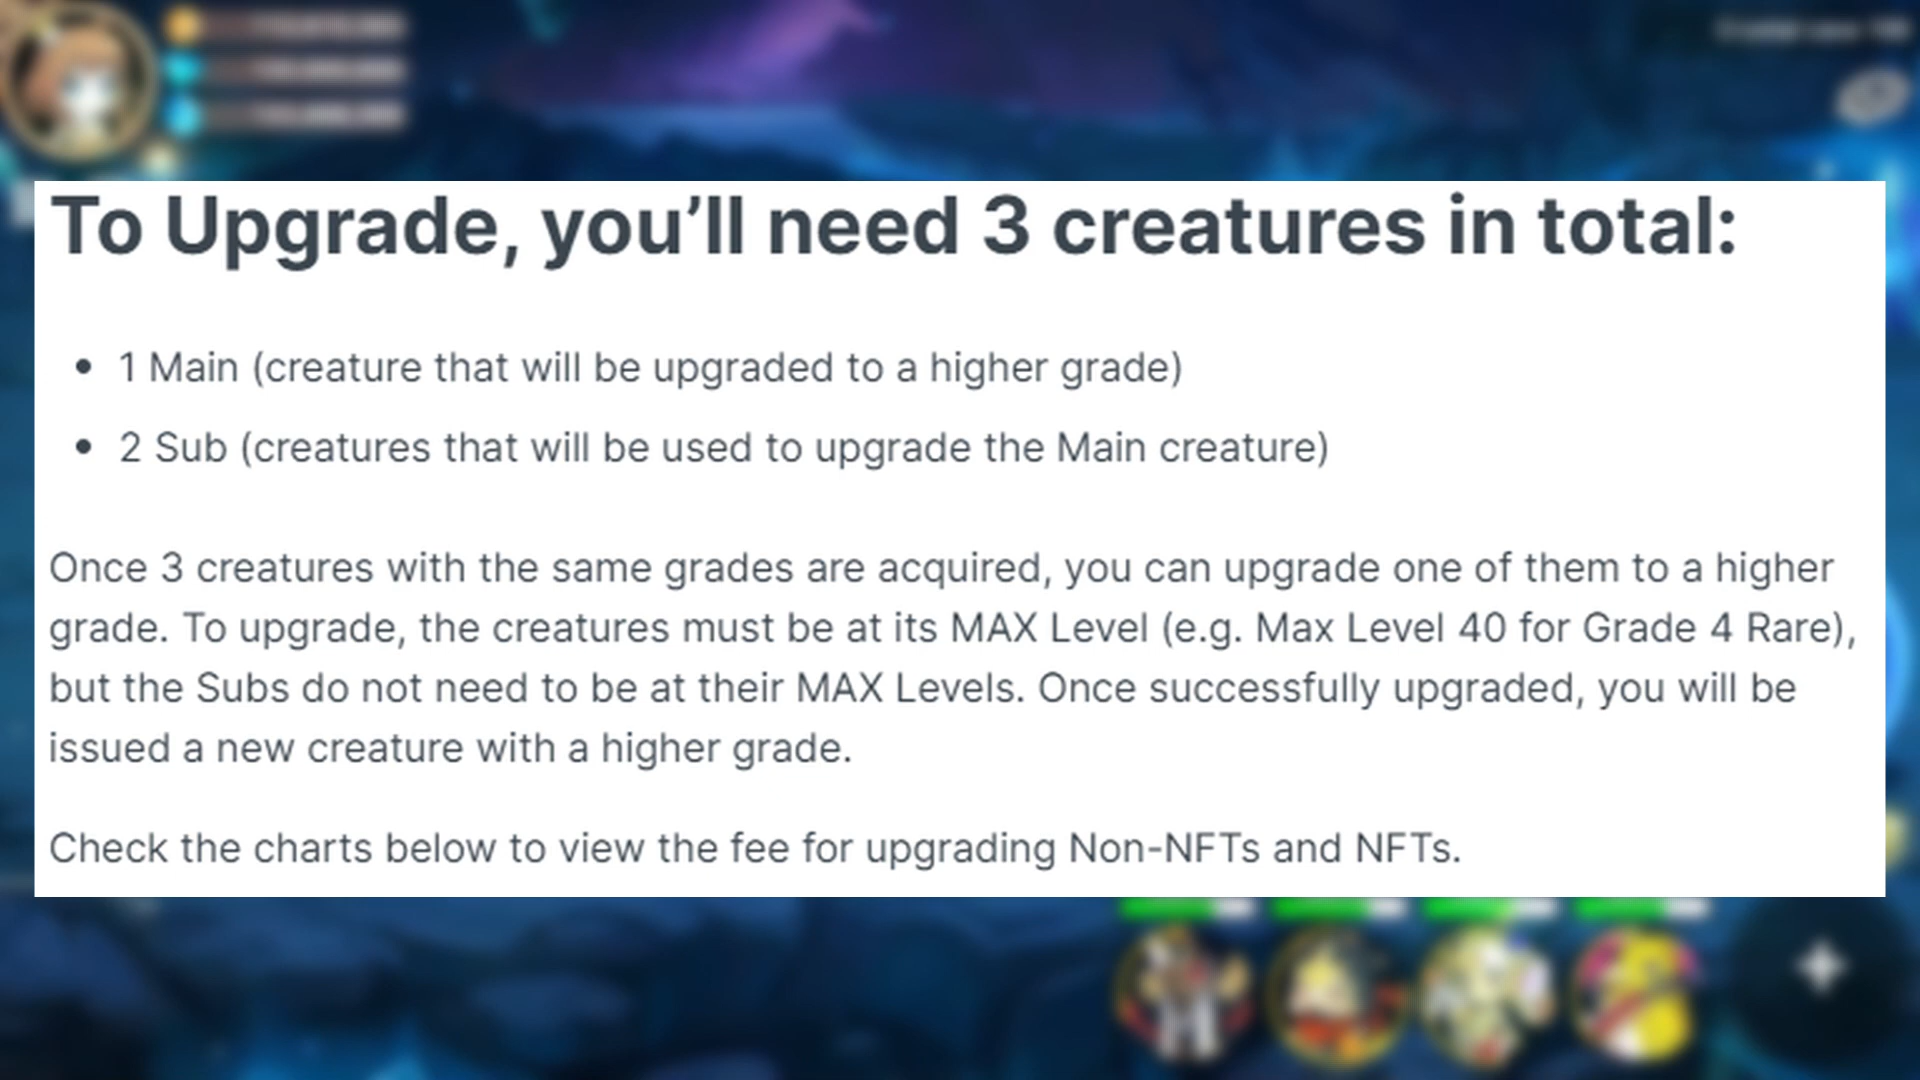 To Upgrade, you’ll need 3 creatures in total:
• 1 Main (creature that will be upgraded to a higher grade)
• 2 Sub (creatures that will be used to upgrade the Main creature)
Once 3 creatures with the same grades are acquired, you can upgrade one of them to a higher
grade. To upgrade, the creatures must be at its MAX Level (e.g. Max Level 40 for Grade 4 Rare),
but the Subs do not need to be at their MAX Levels. Once successfully upgraded, you will be
issued a new creature with a higher grade.
Check the charts below to view the fee for upgrading Non-NFTs and NFTs.